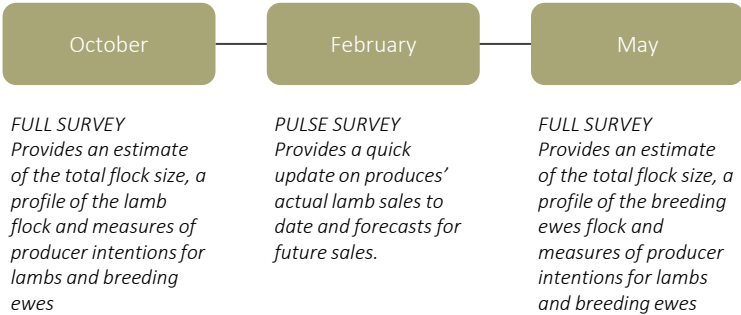 October
FULL SURVEY
Provides an estimate
of the total flock size, a
profile of the lamb
flock and measures of
producer intentions for
lambs and breeding
ewes
February
PULSE SURVEY
Provides a quick
update on produces’
actual lamb sales to
date and forecasts for
future sales.
May
FULL SURVEY
Provides an estimate
of the total flock size, a
profile of the breeding
ewes flock and
measures of producer
intentions for lambs
and breeding ewes